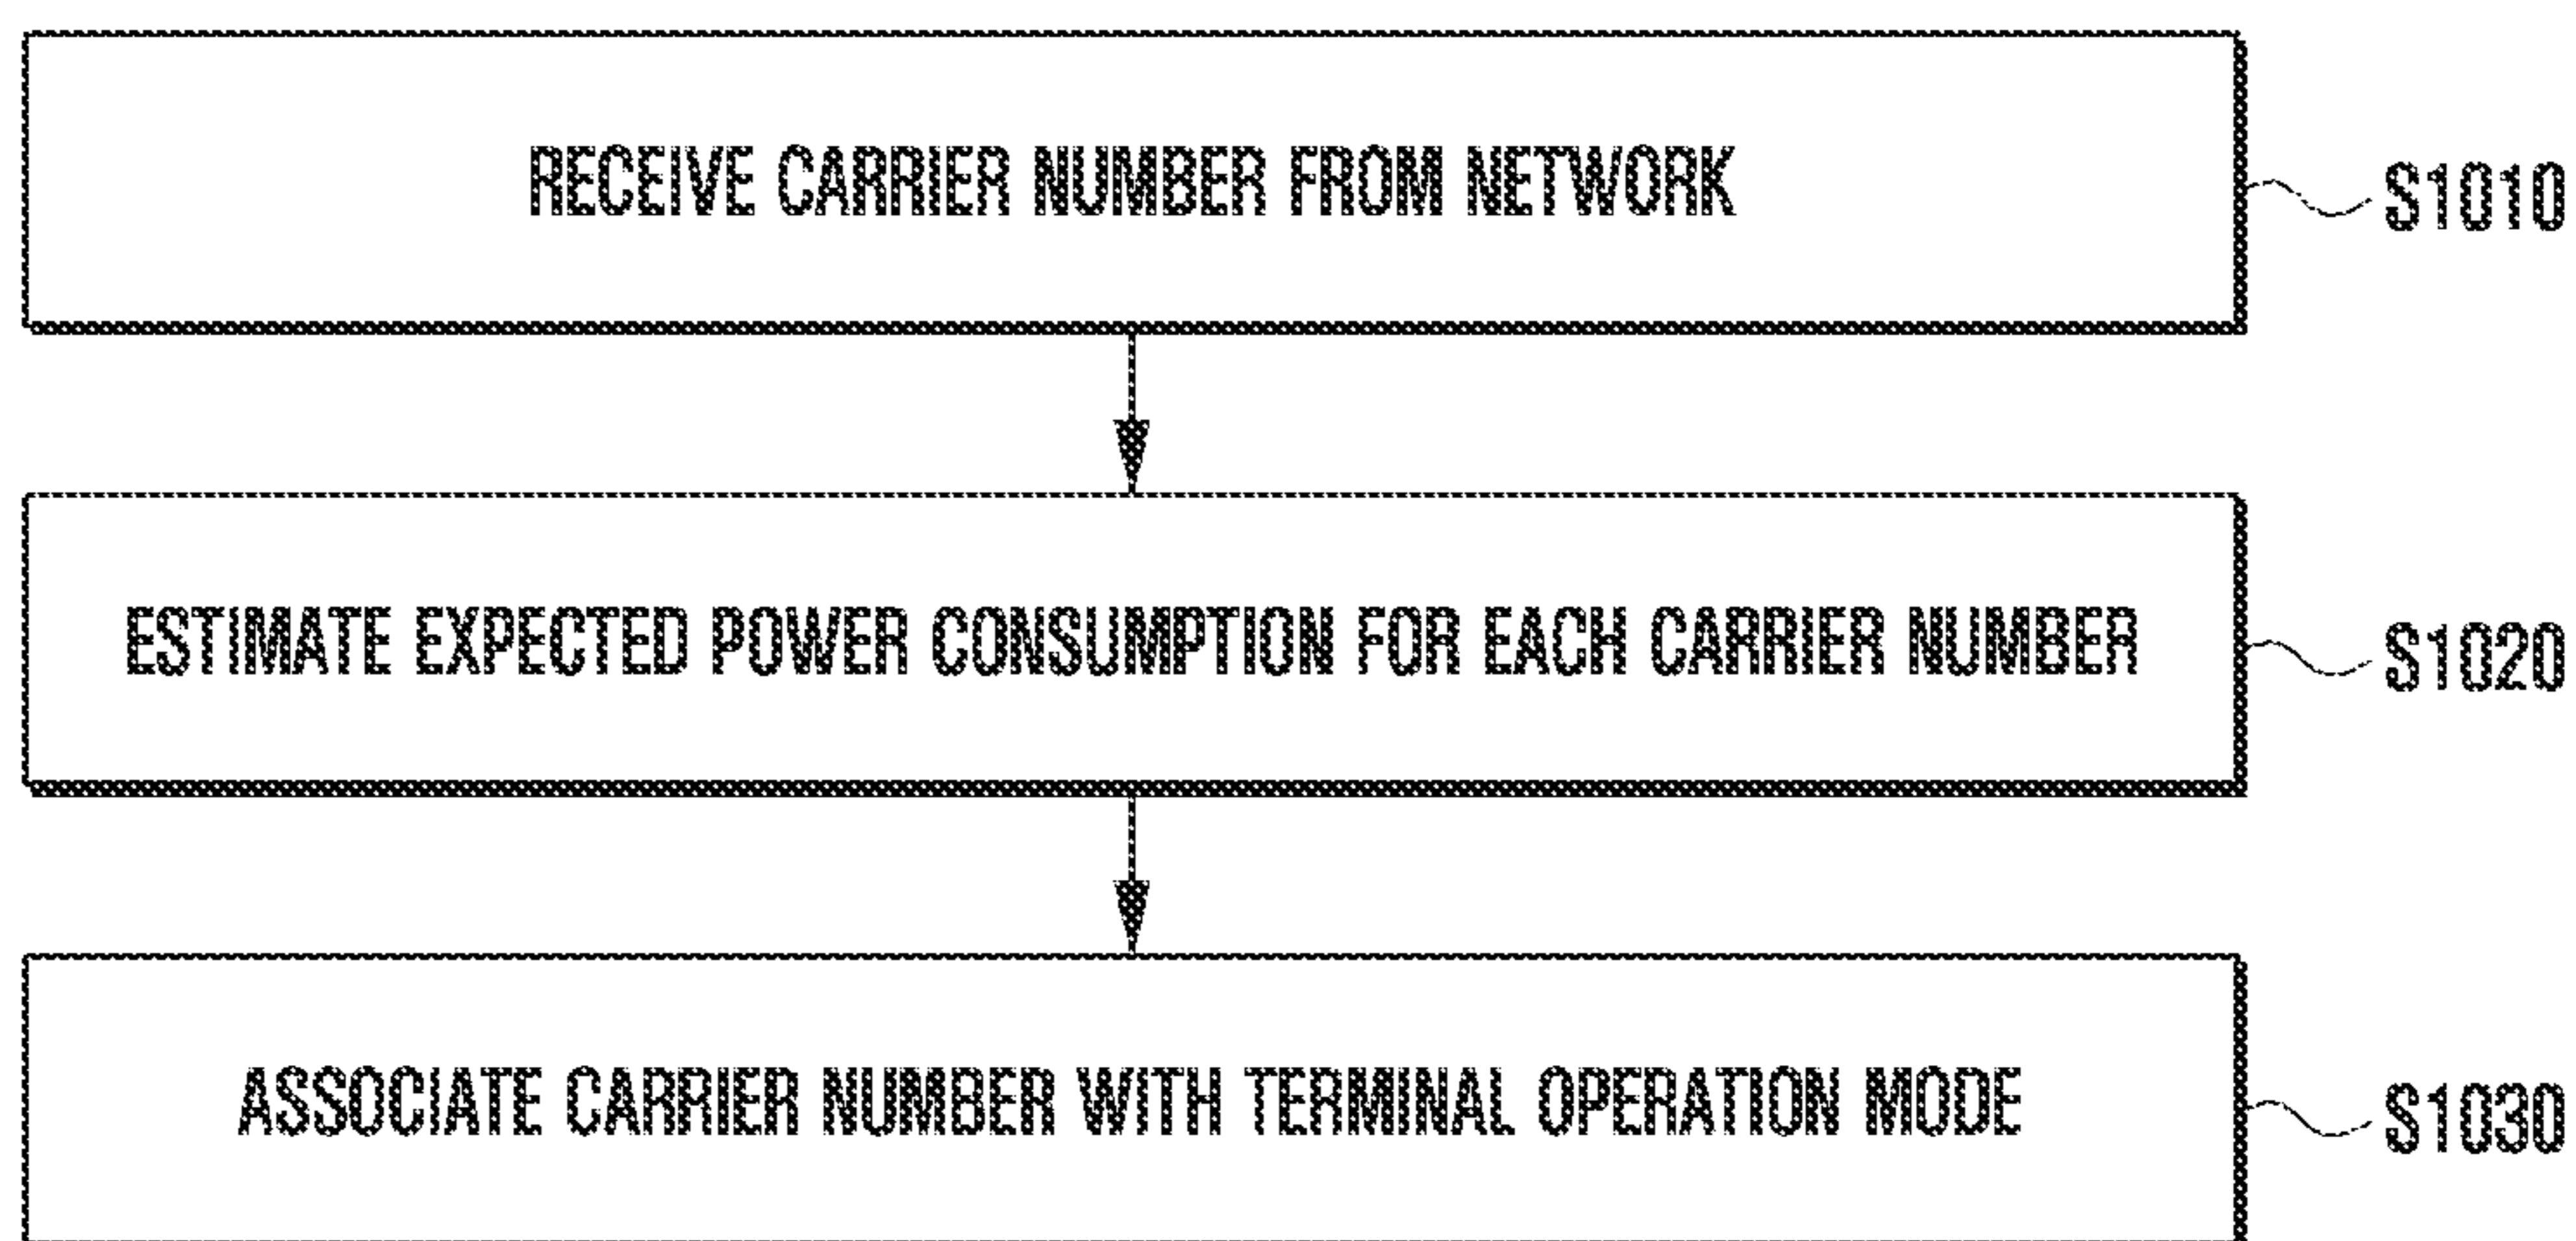 RECEIVE CARRIER NUMBER FROM NETWORK
S1010
ESTIMATE EXPECTED POWER CONSUMPTION FOR EACH CARRIER NUMBER
S1020
ASSOCIATE CARRIER NUMBER WITH TERMINAL OPERATION MODE
S1030